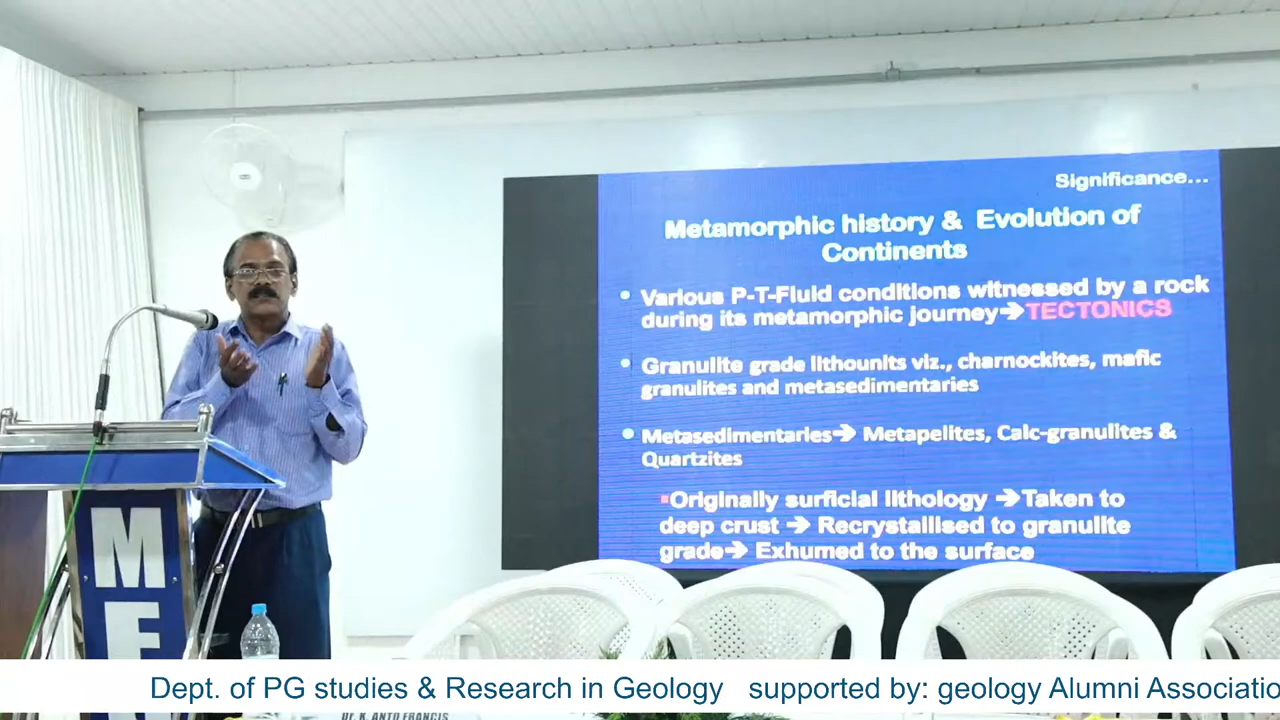 Significance...
Metamorphic history & Evolution of
Continents
• Various P-T-Fluid conditions witnessed by a rock
during its metamorphic journey➔TECTONICS
• Granulite grade lithounits viz., charnockites, mafic
granulites and metasedimentaries
• Metasedimentaries➔ Metapelites, Calc-granulites &
Quartzites
▪Originally surficial lithology ➔Taken to
deep crust ➔ Recrystallised to granulite
grade➔ Exhumed to the surface
M
E
Dept. of PG studies & Research in Geology supported by: geology Alumni Associatio
Dr. K. ANTO FRANCIS